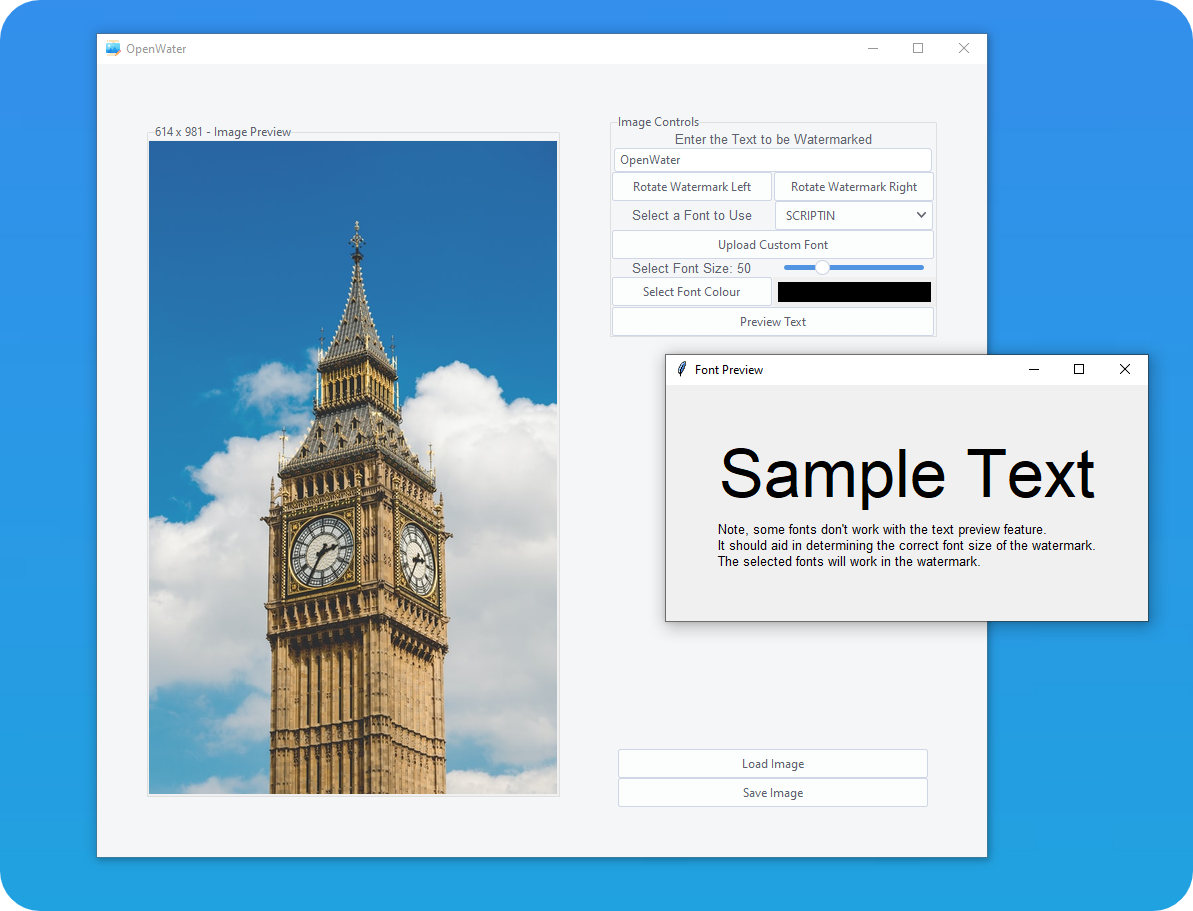 OpenWater
614 x 981 - Image Preview
Image Controls
Enter the Text to be Watermarked
OpenWater
Rotate Watermark Left
Rotate Watermark Right
Select a Font to Use
SCRIPTIN
Upload Custom Font
Select Font Size: 50
Select Font Colour
Preview Text
Font Preview
Sample Text
Note, some fonts don't work with the text preview feature.
It should aid in determining the correct font size of the watermark.
The selected fonts will work in the watermark.
Load Image
Save Image